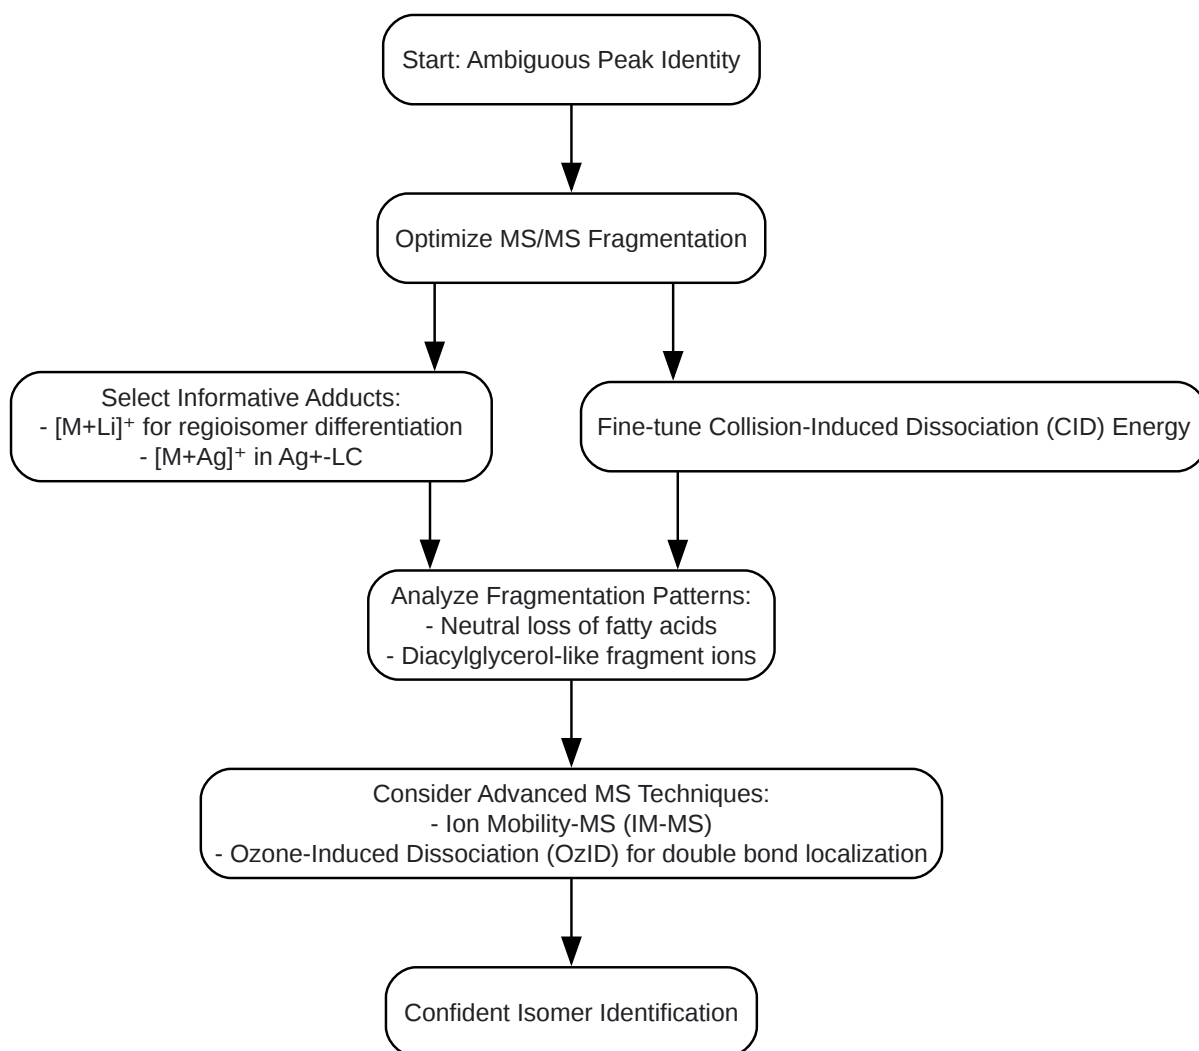 Start: Ambiguous Peak Identity
Optimize MS/MS Fragmentation
Select Informative Adducts:
- [M+Li]⁺ for regioisomer differentiation
- [M+Ag]⁺ in Ag+-LC
Fine-tune Collision-Induced Dissociation (CID) Energy
Analyze Fragmentation Patterns:
- Neutral loss of fatty acids
- Diacylglycerol-like fragment ions
Consider Advanced MS Techniques:
- Ion Mobility-MS (IM-MS)
- Ozone-Induced Dissociation (OzID) for double bond localization
Confident Isomer Identification